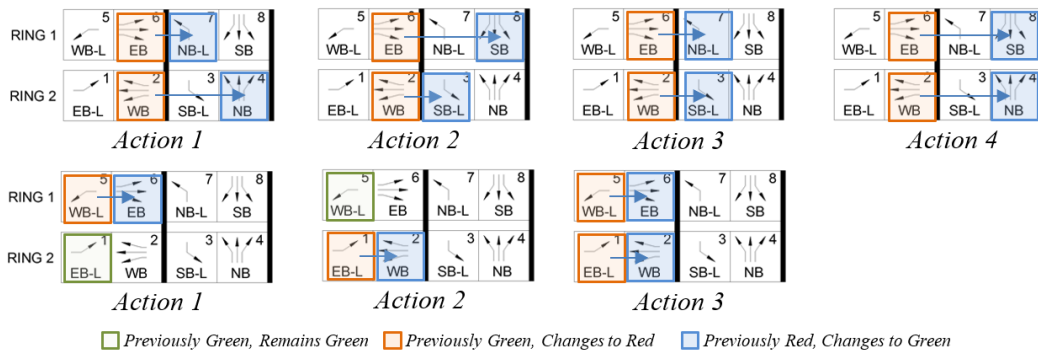 5 6 7 8 5 6 7 8 5 6 7 8 5 6 7 8
RING 1 WB-L EB NB-L SB WB-L EB NB-L SB WB-L EB NB-L SB WB-L EB NB-L SB
1 2 3 4 1 2 3 4 1 2 3 4 1 2 3 4
RING 2 EB-L WB SB-L NB EB-L WB SB-L NB EB-L WB SB-L NB EB-L WB SB-L NB
Action 1 Action 2 Action 3 Action 4
5 6 7 8 5 6 7 8 5 6 7 8
RING 1 WB-L EB NB-L SB WB-L EB NB-L SB WB-L EB NB-L SB
1 2 3 4 1 2 3 4 1 2 3 4
RING 2 EB-L WB SB-L NB EB-L WB SB-L NB EB-L WB SB-L NB
Action 1 Action 2 Action 3
Previously Green, Remains Green Previously Green, Changes to Red Previously Red, Changes to Green